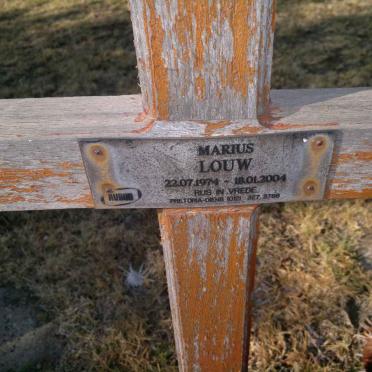 MARIUS
LOUW
22.07.1974 - 18.01.2004
RUS IN VREDE